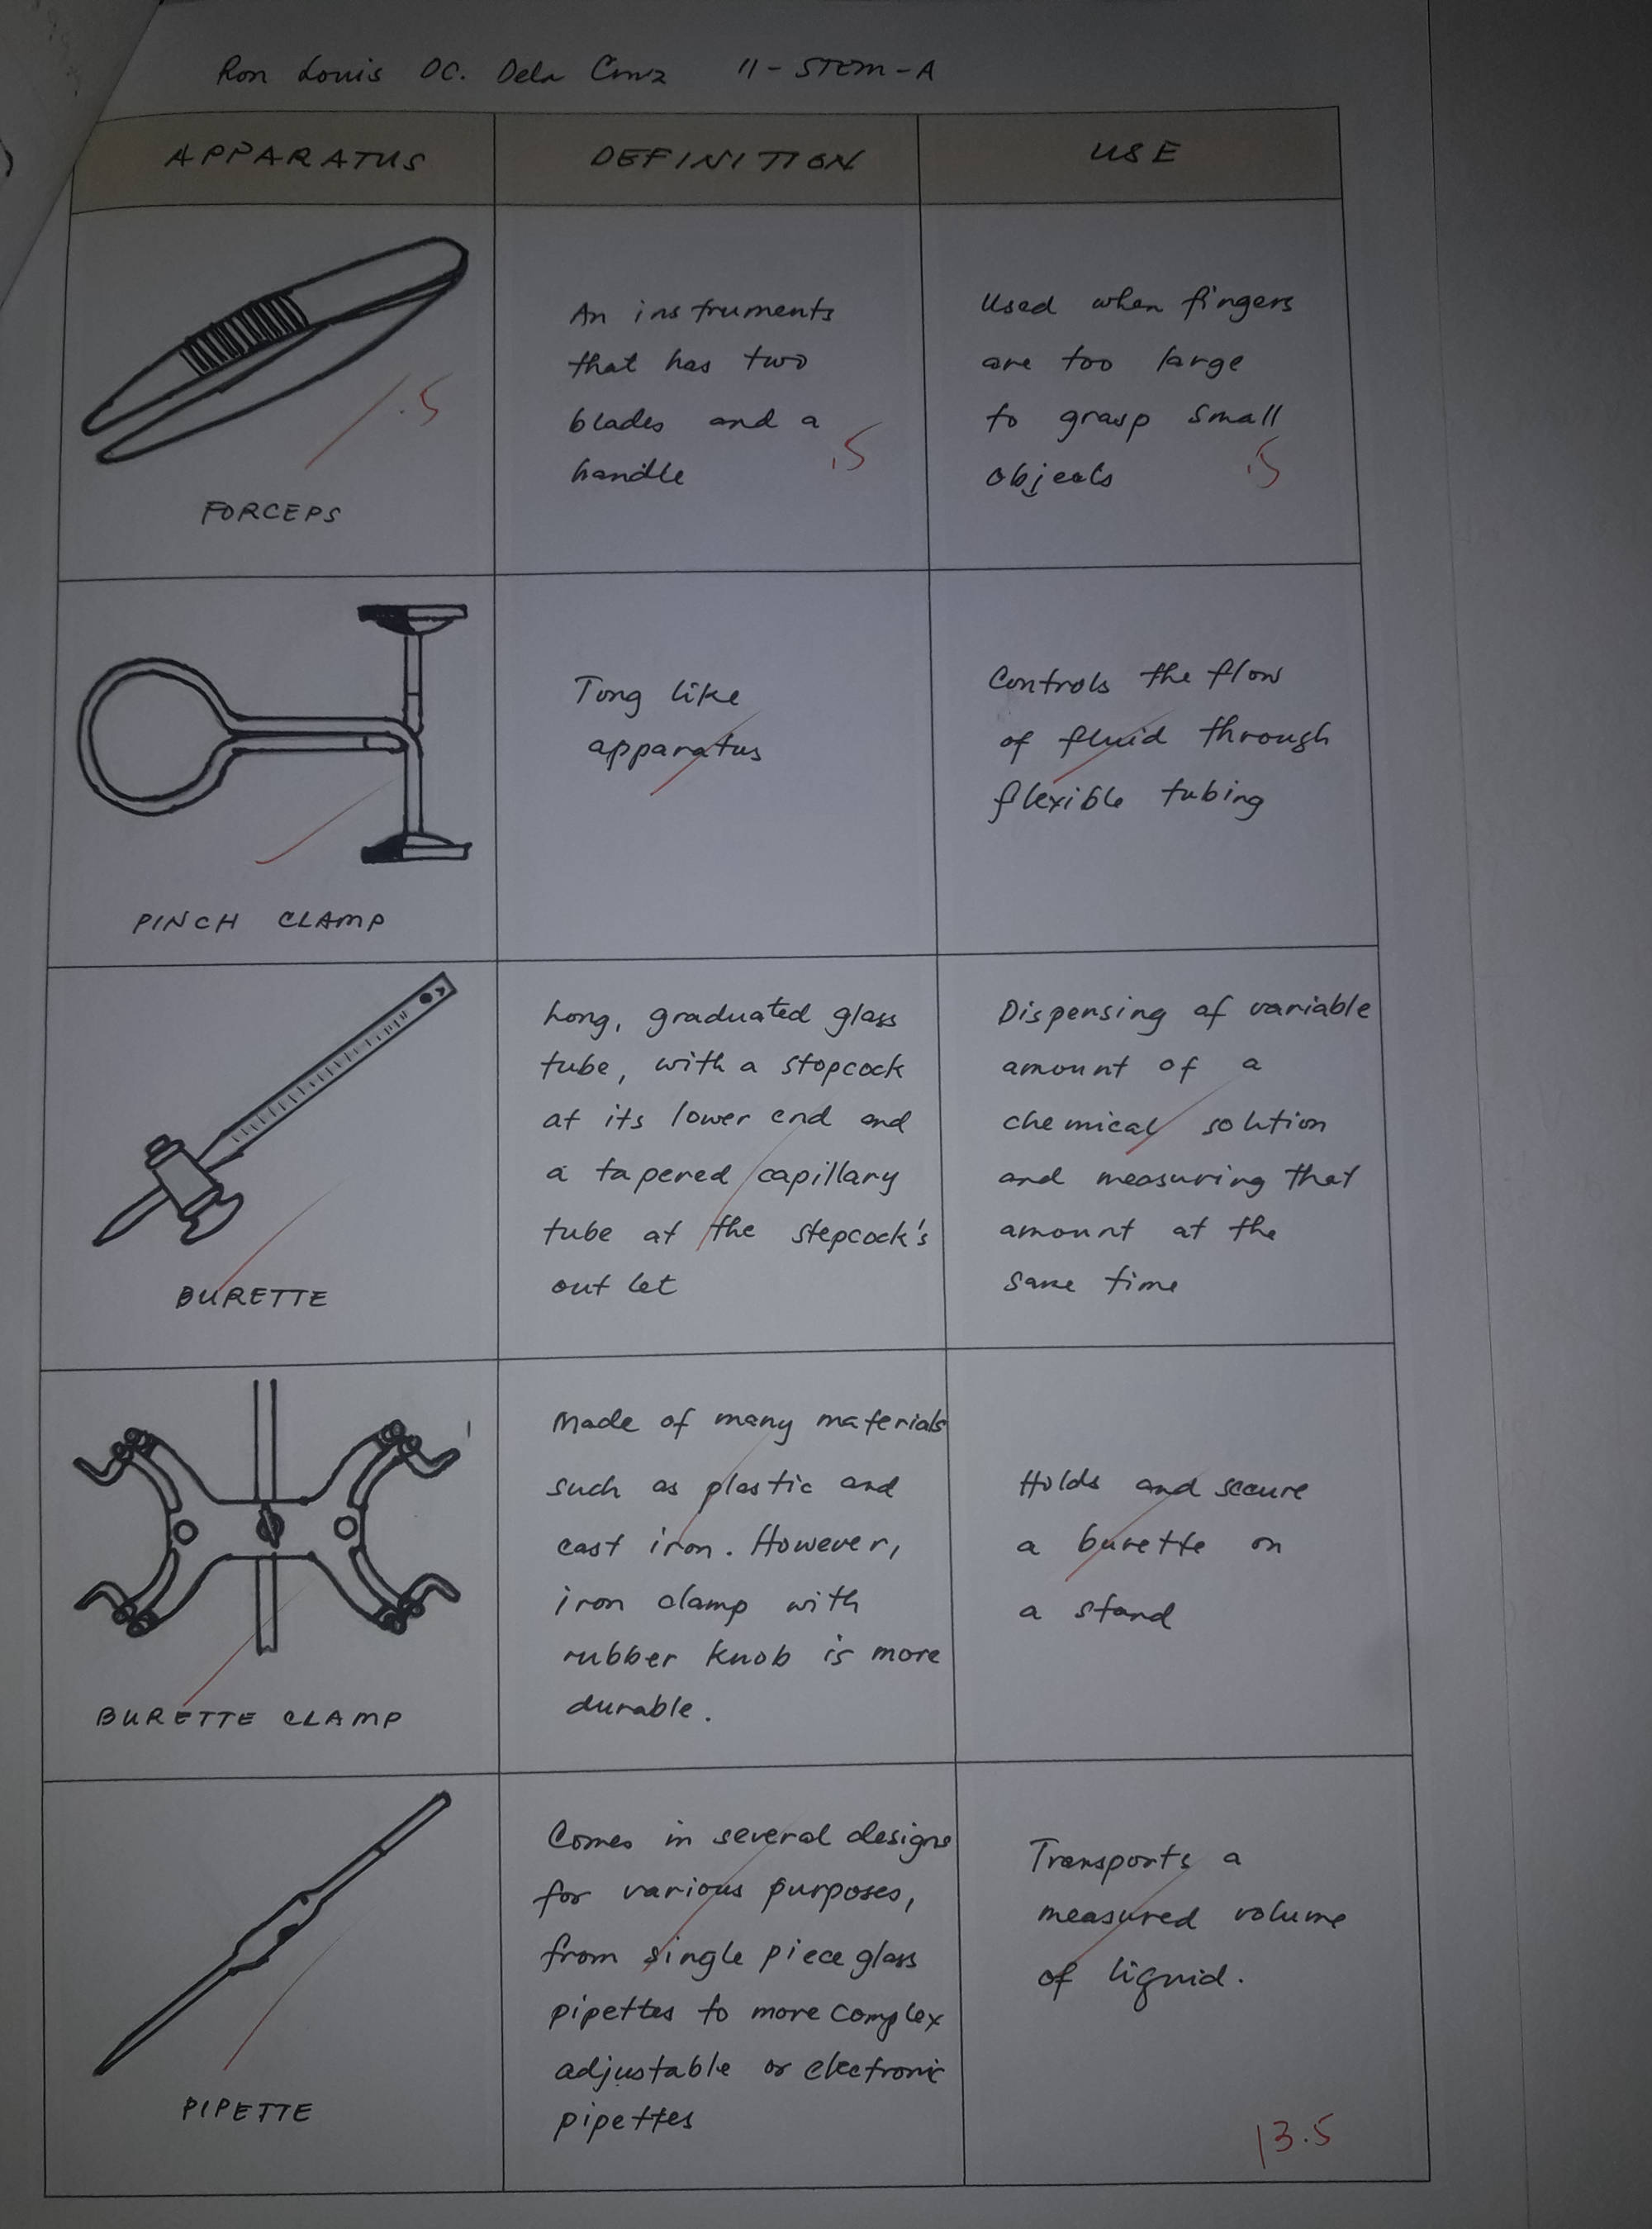 Ron Louis DC. Dela Cruz 11-STEM-A
APPARATUS
DEFINITION
USE
.5
FORCEPS
An instruments
that has two
blades and a
handle
.5
Used when fingers
are too large
to grasp small
objects
.5
PINCH CLAMP
Tong like
apparatus
Controls the flow
of fluid through
flexible tubing
BURETTE
Long, graduated glass
tube, with a stopcock
at its lower end and
a tapered capillary
tube at the stepcock's
out let
Dispensing of variable
amount of a
chemical solution
and measuring that
amount at the
same time
BURETTE CLAMP
Made of many materials
such as plastic and
cast iron. However,
iron clamp with
rubber knob is more
durable.
Holds and secure
a burette on
a stand
PIPETTE
Comes in several designs
for various purposes,
from single piece glass
pipettes to more complex
adjustable or electronic
pipettes
Transports a
measured volume
of liquid.
13.5